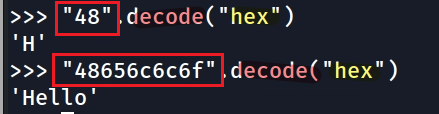 >>> "48".decode("hex")
'H'
>>> "48656c6c6f".decode("hex")
'Hello'